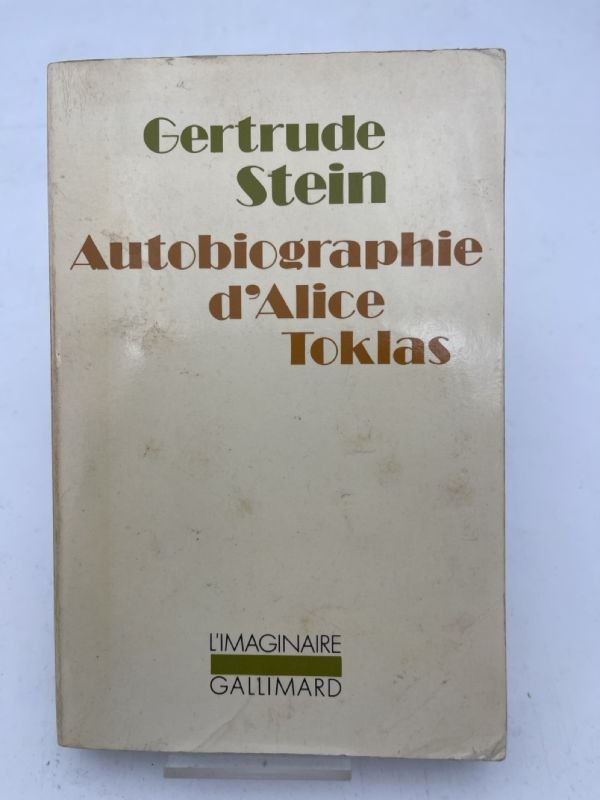 Gertrude
Stein
Autobiographie
d'Alice
Toklas
L'IMAGINAIRE
GALLIMARD